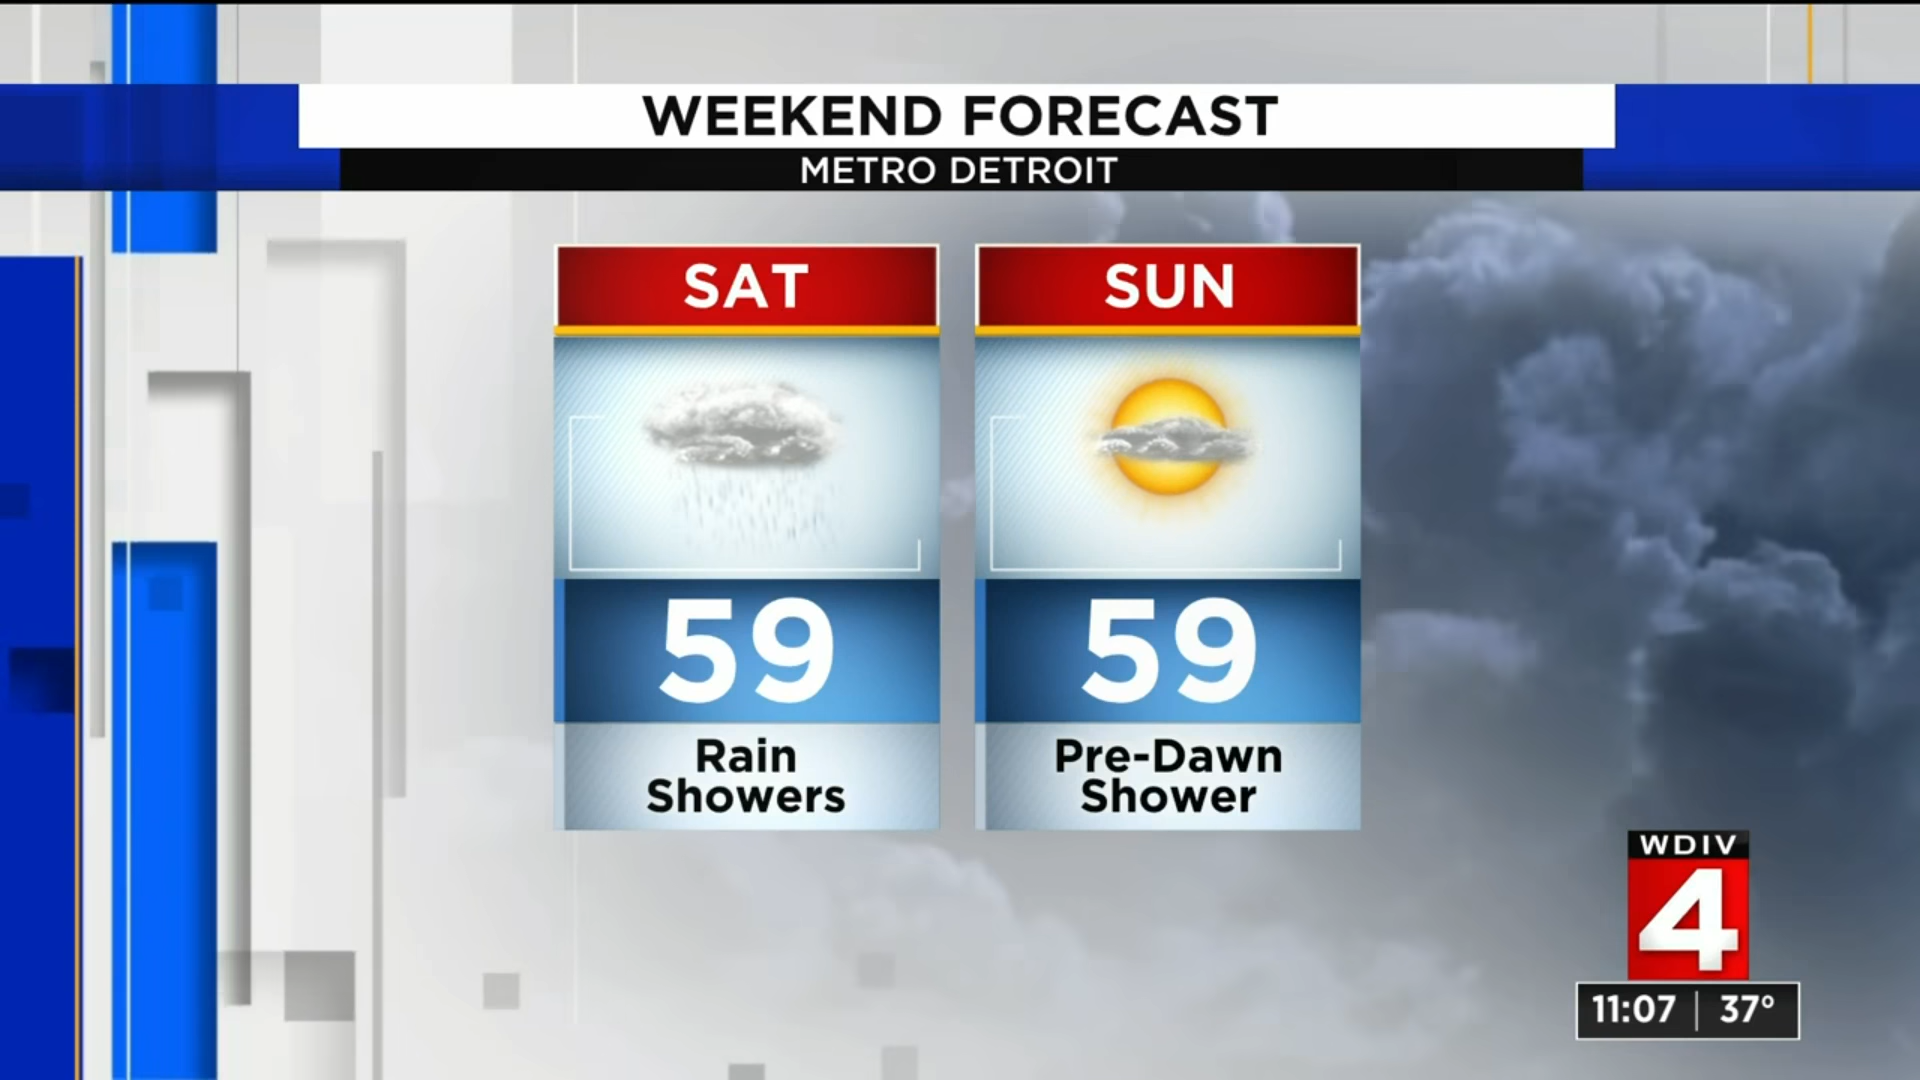 WEEKEND FORECAST
METRO DETROIT
SAT
59
Rain
Showers
SUN
59
Pre-Dawn
Shower
WDIV
4
11:07 37°